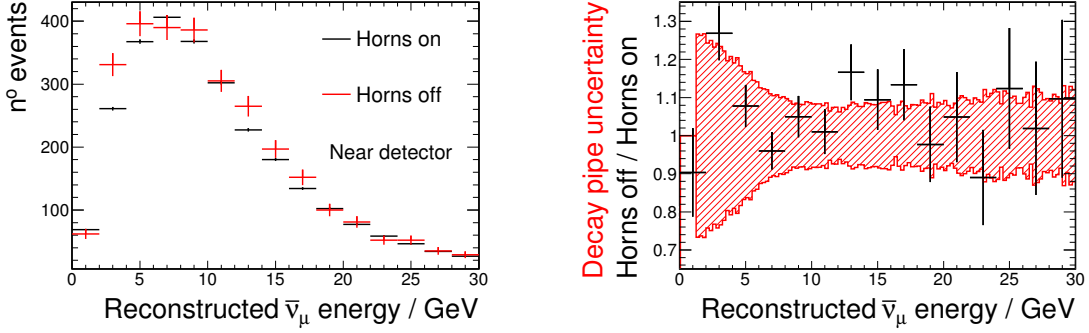 nº events
400
300
200
100
Horns on
Horns off
Near detector
0 5 10 15 20 25 30
Reconstructed ν̅μ energy / GeV
Decay pipe uncertainty
Horns off / Horns on
1.3
1.2
1.1
1
0.9
0.8
0.7
0 5 10 15 20 25 30
Reconstructed ν̅μ energy / GeV